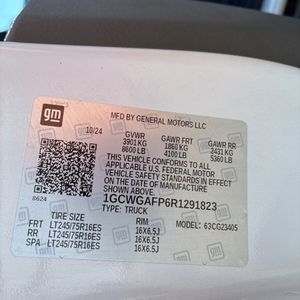 gm
MFD BY GENERAL MOTORS LLC
10/24
GVWR GAWR FRT GAWR RR
3901 KG 1860 KG 2431 KG
8600 LB 4100 LB 5360 LB
THIS VEHICLE CONFORMS TO ALL
APPLICABLE U.S. FEDERAL MOTOR
VEHICLE SAFETY STANDARDS IN
EFFECT ON THE DATE OF MANUFACTURE
SHOWN ABOVE
8624
1GCWGAFP6R1291823
TYPE: TRUCK MODEL: 63CG23405
TIRE SIZE RIM
FRT LT245/75R16ES 16X6.5J
RR LT245/75R16ES 16X6.5J
SPA LT245/75R16ES 16X6.5J